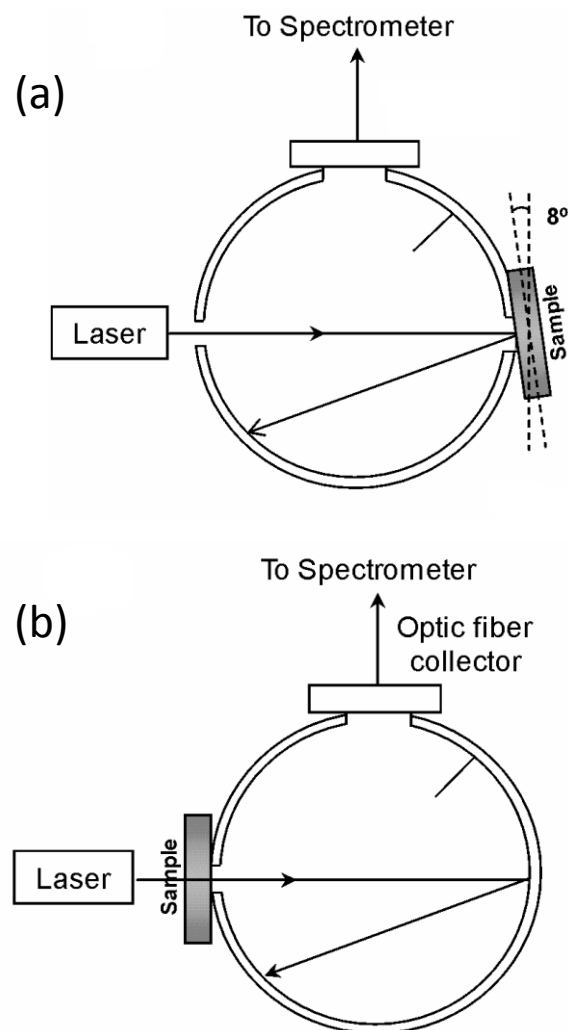 To Spectrometer
(a)
8º
Laser
Sample
To Spectrometer
(b)
Optic fiber
collector
Laser
Sample